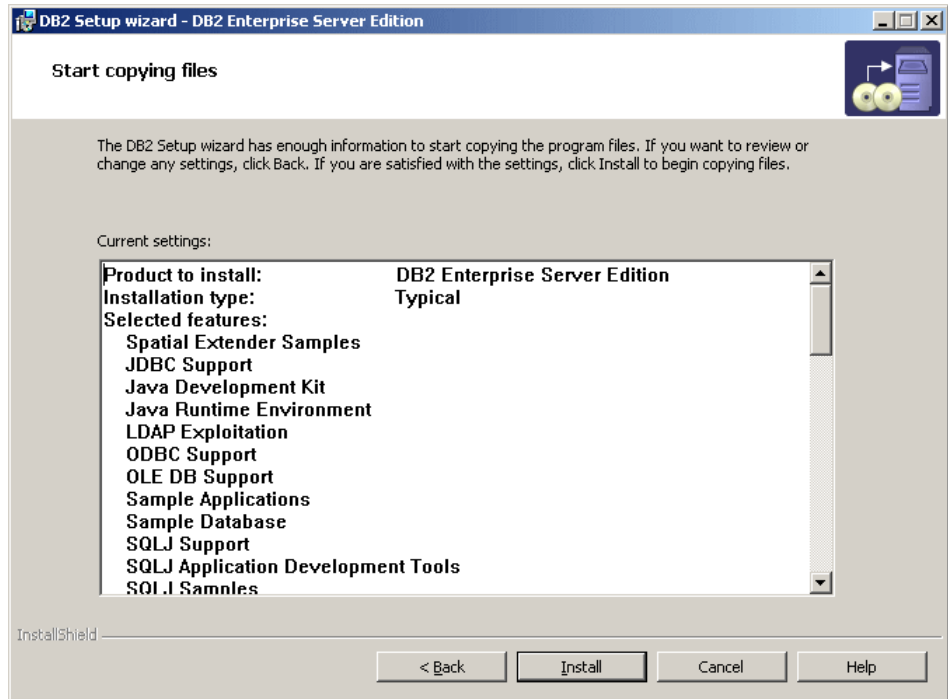 DB2 Setup wizard - DB2 Enterprise Server Edition
Start copying files
The DB2 Setup wizard has enough information to start copying the program files. If you want to review or
change any settings, click Back. If you are satisfied with the settings, click Install to begin copying files.
Current settings:
Product to install: DB2 Enterprise Server Edition
Installation type: Typical
Selected features:
Spatial Extender Samples
JDBC Support
Java Development Kit
Java Runtime Environment
LDAP Exploitation
ODBC Support
OLE DB Support
Sample Applications
Sample Database
SQLJ Support
SQLJ Application Development Tools
SQLJ Samples
InstallShield
< Back Install Cancel Help